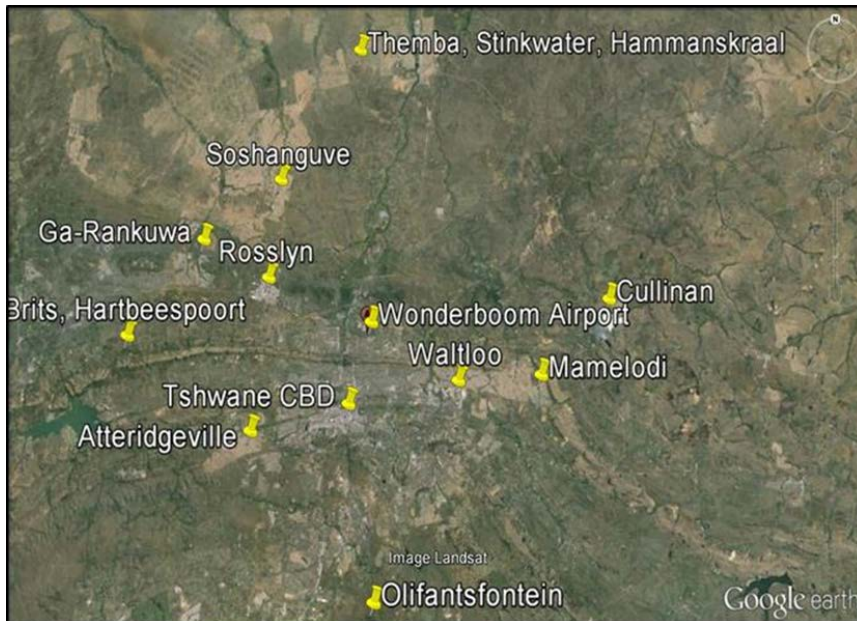 N
Themba, Stinkwater, Hammanskraal
Soshanguve
Ga-Rankuwa
Rosslyn
Cullinan
Brits, Hartbeespoort
Wonderboom Airport
Waltloo
Mamelodi
Tshwane CBD
Atteridgeville
Image Landsat
Olifantsfontein
Google earth